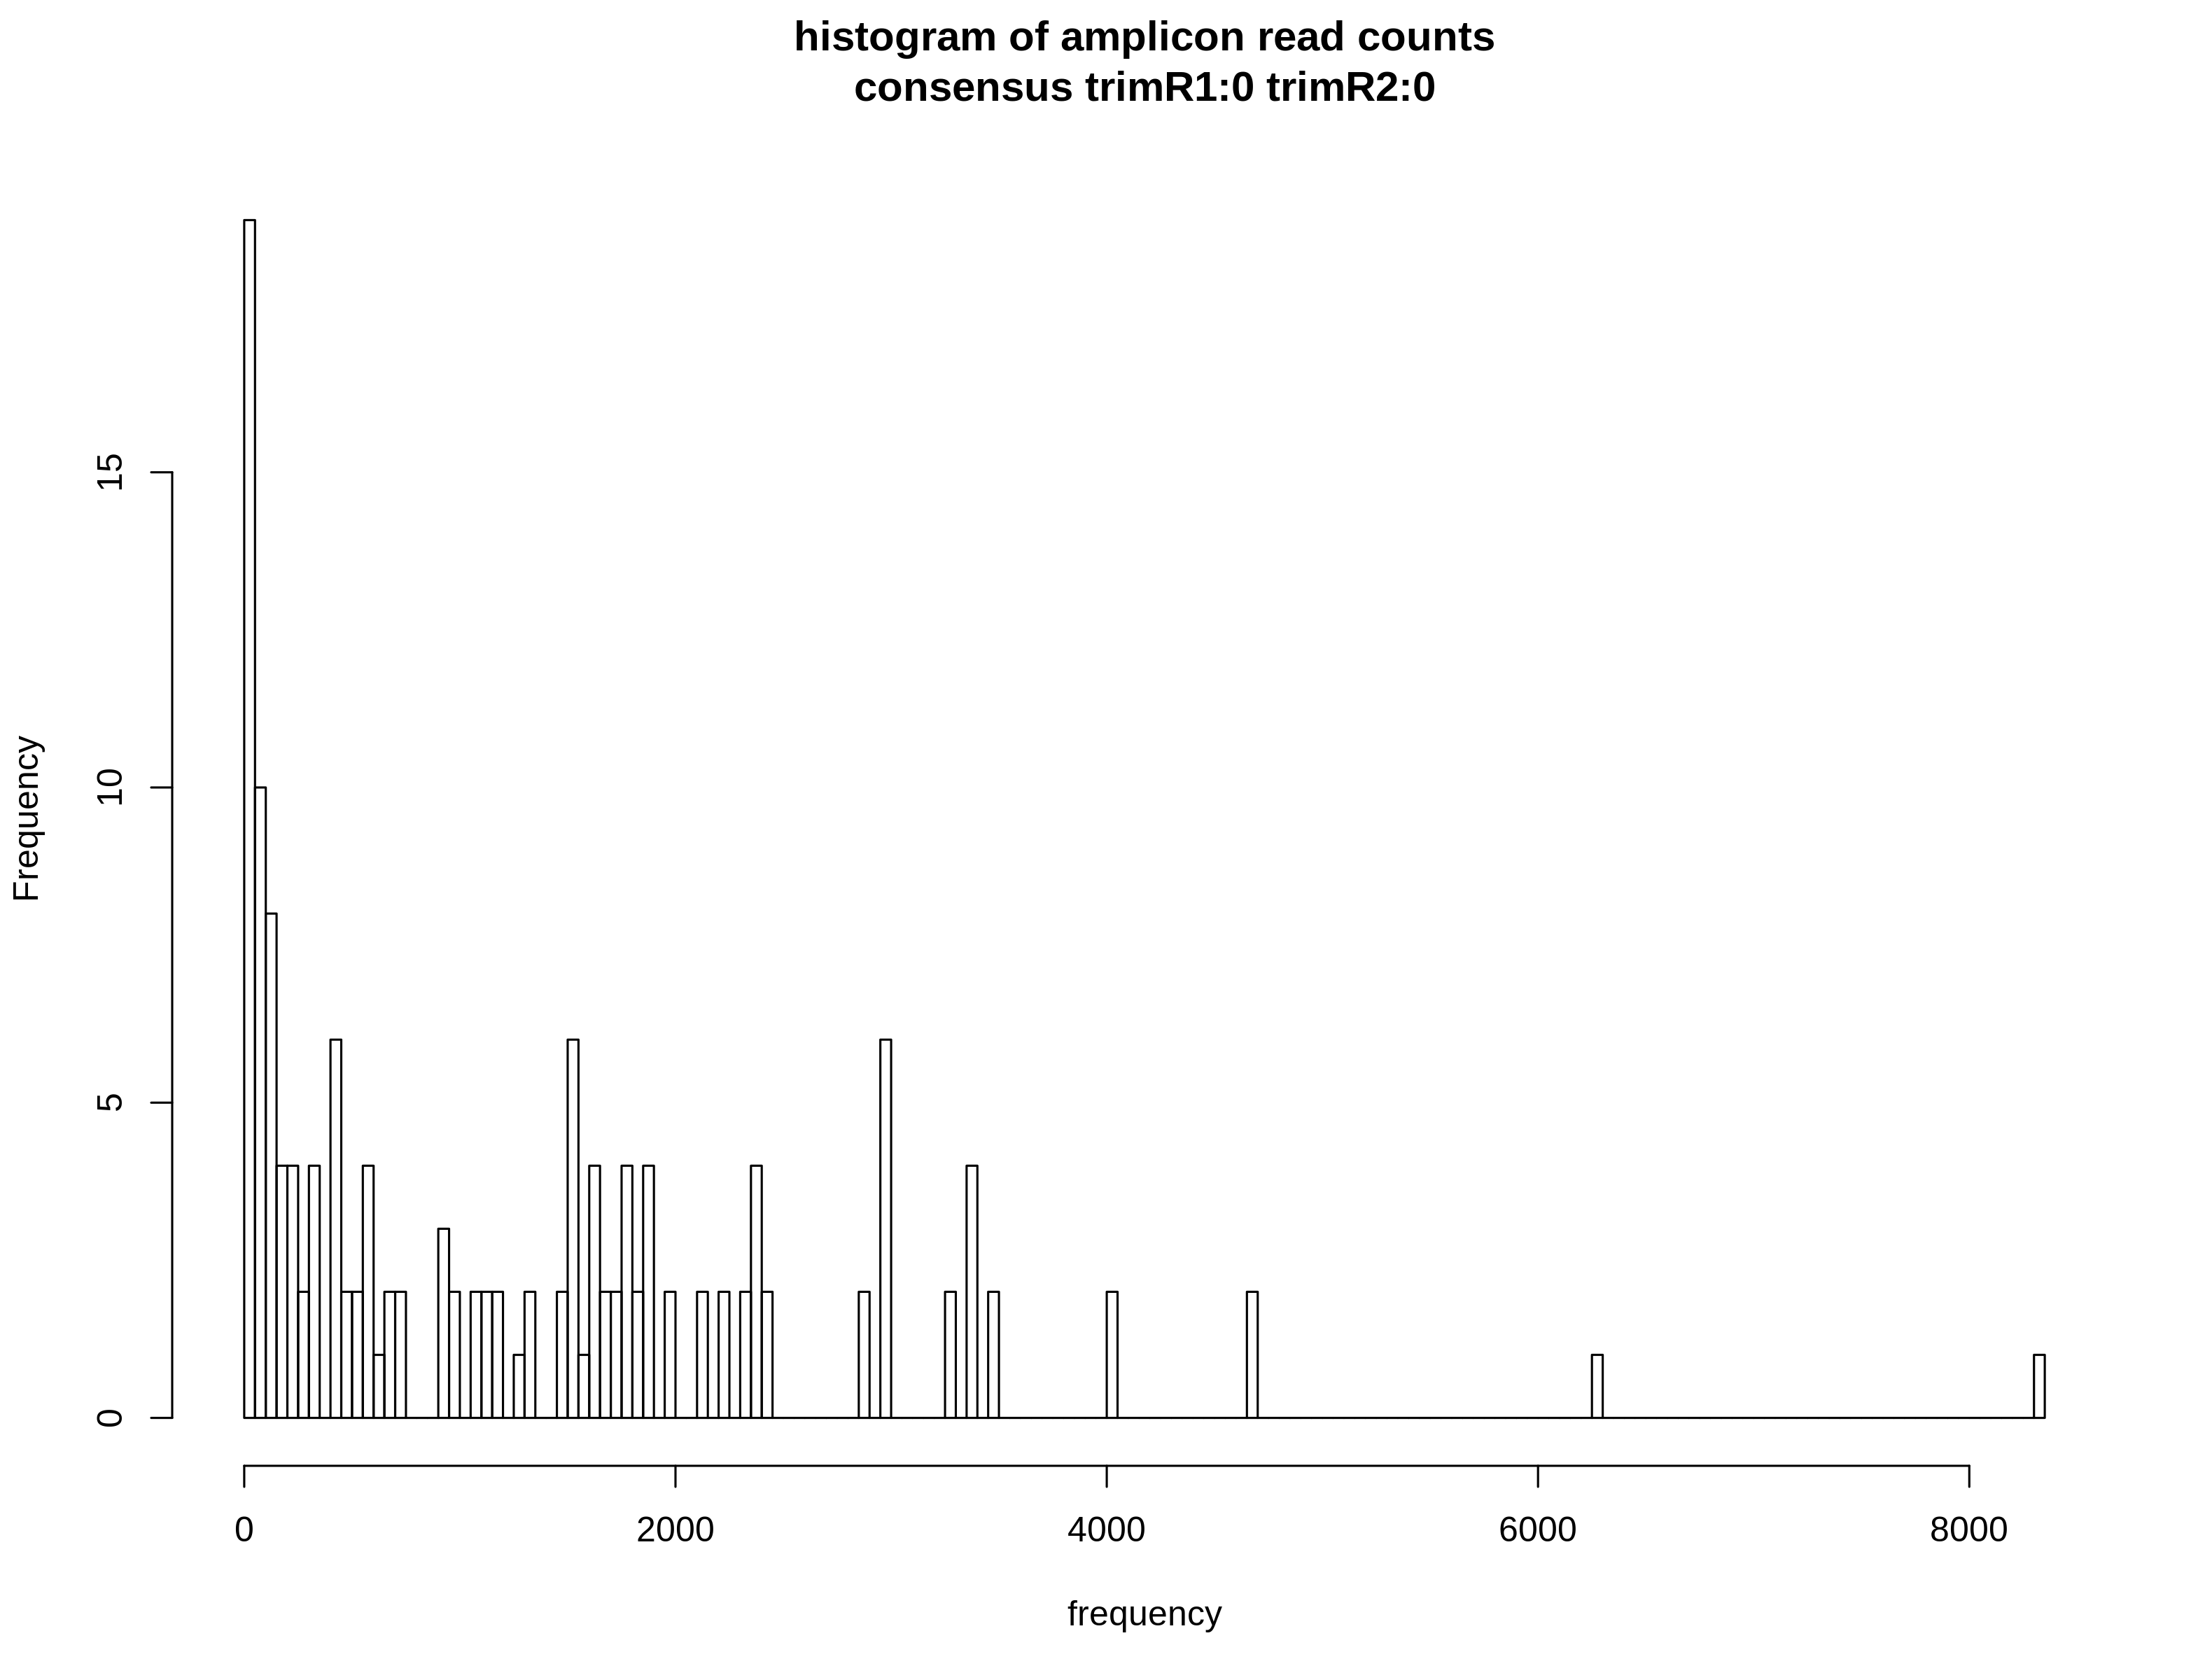 histogram of amplicon read counts
consensus trimR1:0 trimR2:0
Frequency
15
10
5
0
0 2000 4000 6000 8000
frequency